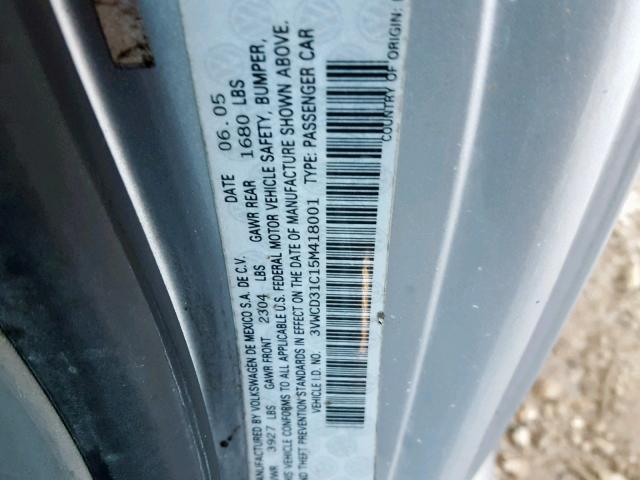 MANUFACTURED BY VOLKSWAGEN DE MEXICO S.A. DE C.V. DATE 06.05
GVWR 3927 LBS GAWR FRONT 2304 LBS GAWR REAR 1680 LBS
THIS VEHICLE CONFORMS TO ALL APPLICABLE U.S. FEDERAL MOTOR VEHICLE SAFETY, BUMPER,
AND THEFT PREVENTION STANDARDS IN EFFECT ON THE DATE OF MANUFACTURE SHOWN ABOVE.
VEHICLE I.D. NO. 3VWCD31C15M418001 TYPE: PASSENGER CAR
COUNTRY OF ORIGIN: